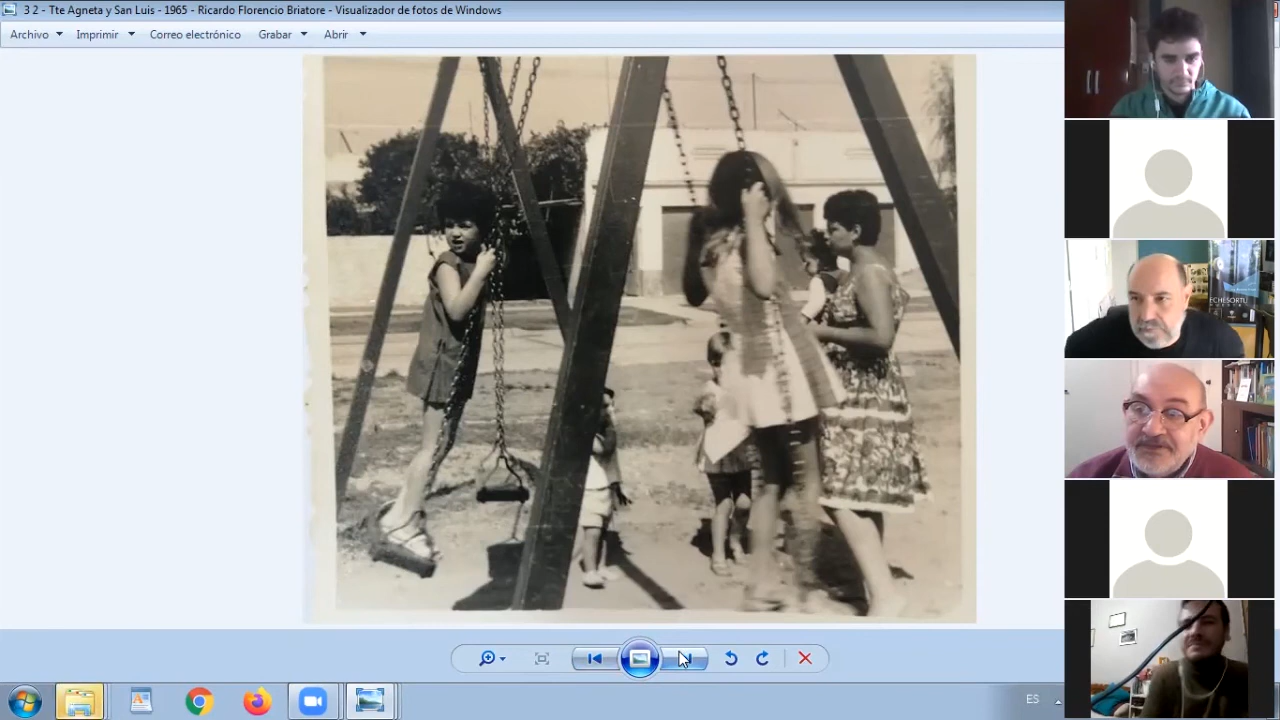 3 2 - Tte Agneta y San Luis - 1965 - Ricardo Florencio Briatore - Visualizador de fotos de Windows
Archivo Imprimir Correo electrónico Grabar Abrir
ECHESORTU
ES